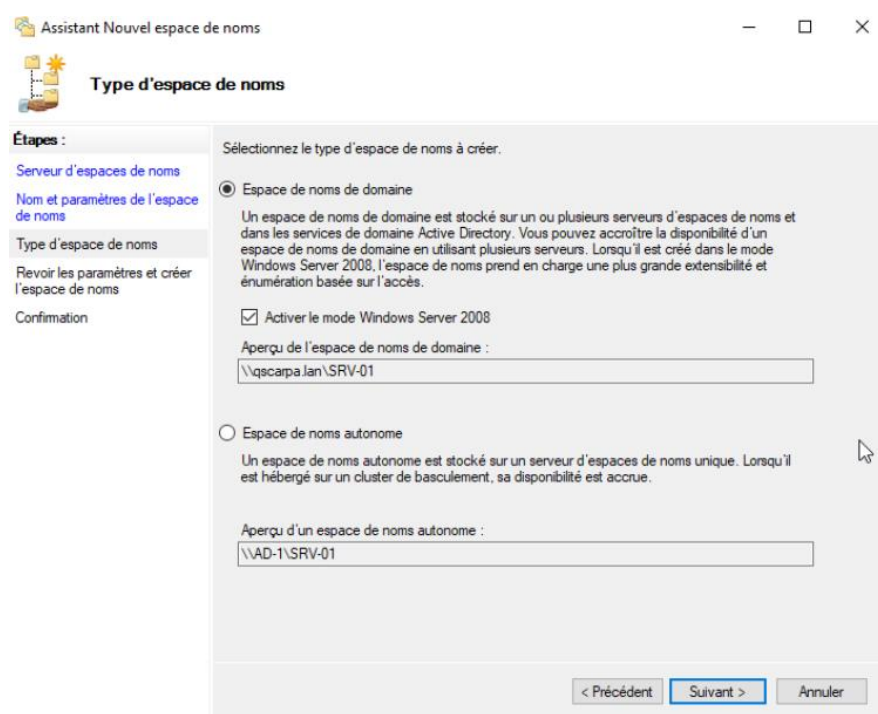 Assistant Nouvel espace de noms
Type d'espace de noms
Étapes :
Serveur d'espaces de noms
Nom et paramètres de l'espace
de noms
Type d'espace de noms
Revoir les paramètres et créer
l'espace de noms
Confirmation
Sélectionnez le type d'espace de noms à créer.
Espace de noms de domaine
Un espace de noms de domaine est stocké sur un ou plusieurs serveurs d'espaces de noms et
dans les services de domaine Active Directory. Vous pouvez accroître la disponibilité d'un
espace de noms de domaine en utilisant plusieurs serveurs. Lorsqu'il est créé dans le mode
Windows Server 2008, l'espace de noms prend en charge une plus grande extensibilité et
énumération basée sur l'accès.
Activer le mode Windows Server 2008
Aperçu de l'espace de noms de domaine :
\\qscarpa.lan\SRV-01
Espace de noms autonome
Un espace de noms autonome est stocké sur un serveur d'espaces de noms unique. Lorsqu'il
est hébergé sur un cluster de basculement, sa disponibilité est accrue.
Aperçu d'un espace de noms autonome :
\\AD-1\SRV-01
< Précédent
Suivant >
Annuler